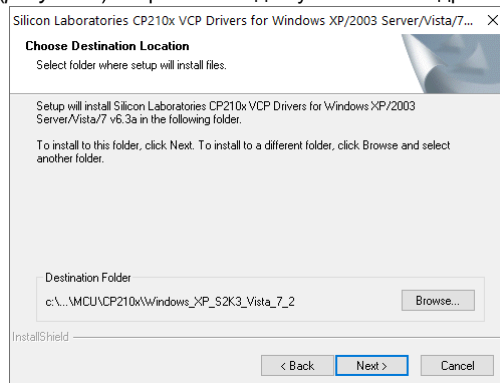 Silicon Laboratories CP210x VCP Drivers for Windows XP/2003 Server/Vista/7...
Choose Destination Location
Select folder where setup will install files.
Setup will install Silicon Laboratories CP210x VCP Drivers for Windows XP/2003
Server/Vista/7 v6.3a in the following folder.
To install to this folder, click Next. To install to a different folder, click Browse and select
another folder.
Destination Folder
c:\...\MCU\CP210x\Windows_XP_S2K3_Vista_7_2
Browse...
InstallShield
< Back
Next >
Cancel